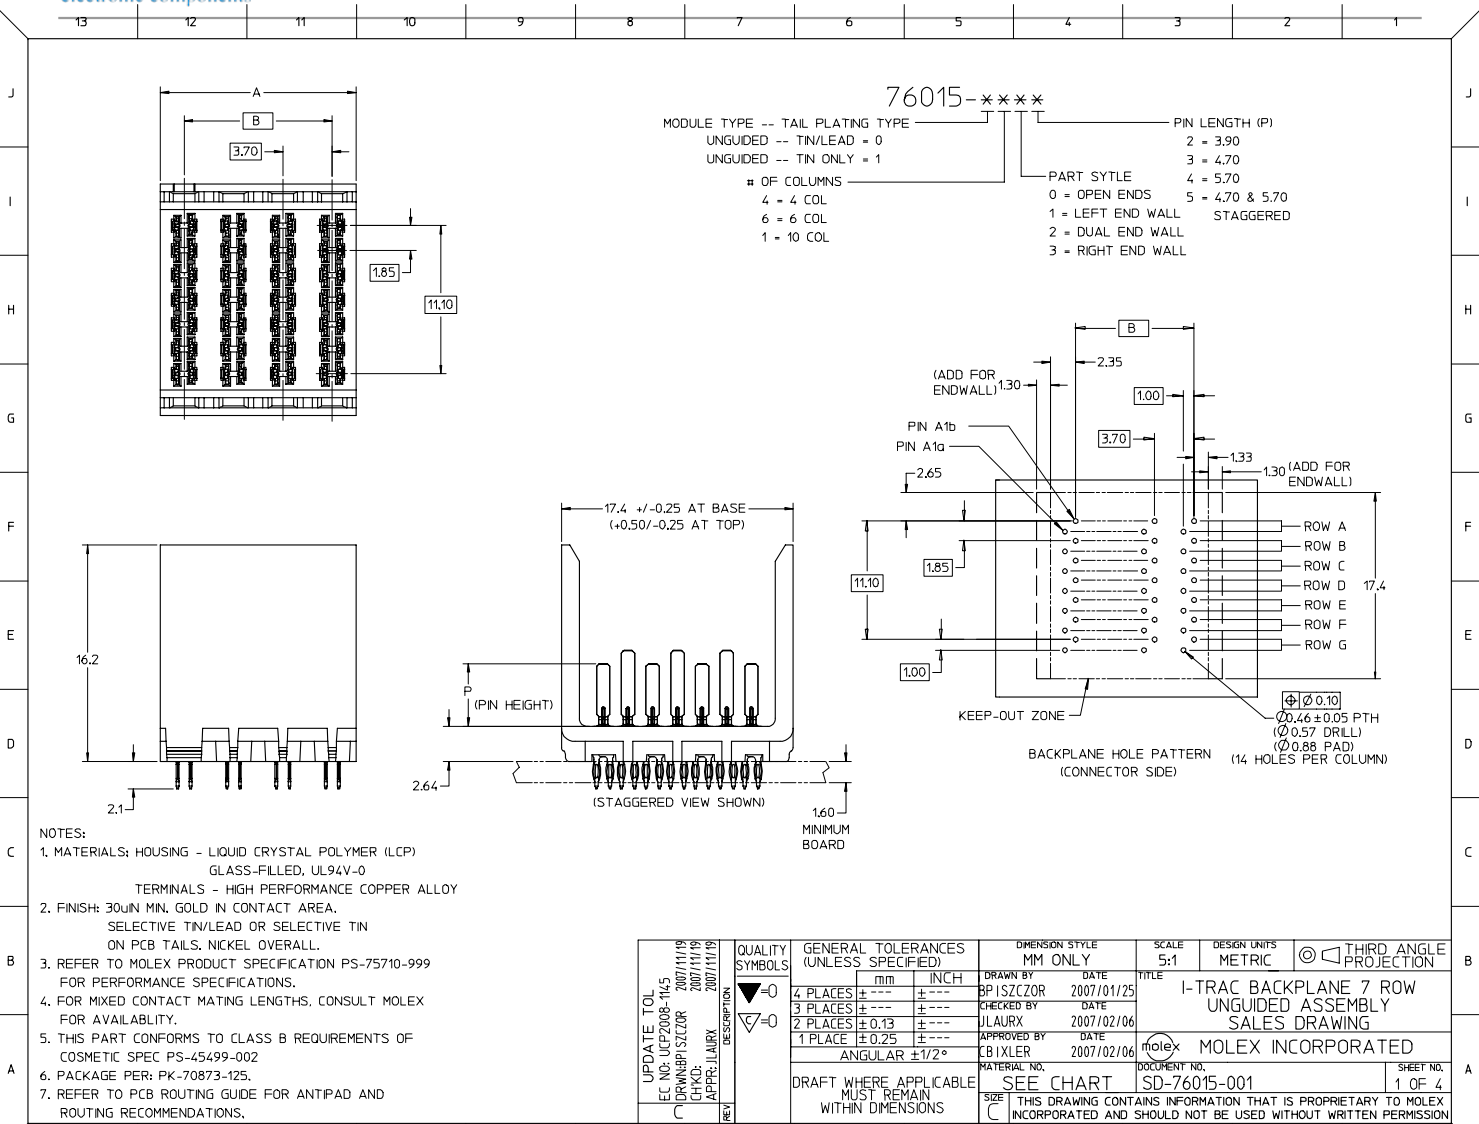 electronic components
13 12 11 10 9 8 7 6 5 4 3 2 1
J
I
H
G
F
E
D
C
B
A
J
I
H
G
F
E
D
C
B
A
A
B
3.70
1.85
11.10
76015-****
MODULE TYPE -- TAIL PLATING TYPE
UNGUIDED -- TIN/LEAD = 0
UNGUIDED -- TIN ONLY = 1
# OF COLUMNS
4 = 4 COL
6 = 6 COL
1 = 10 COL
PART SYTLE
0 = OPEN ENDS
1 = LEFT END WALL
2 = DUAL END WALL
3 = RIGHT END WALL
PIN LENGTH (P)
2 = 3.90
3 = 4.70
4 = 5.70
5 = 4.70 & 5.70
STAGGERED
B
2.35
(ADD FOR
ENDWALL)
1.30
1.00
PIN A1b
PIN A1a
3.70
2.65
1.33
1.30
(ADD FOR
ENDWALL)
ROW A
ROW B
ROW C
ROW D
ROW E
ROW F
ROW G
1.85
11.10
17.4
1.00
KEEP-OUT ZONE
⌖ Ø 0.10
Ø0.46 ±0.05 PTH
(Ø0.57 DRILL)
(Ø0.88 PAD)
(14 HOLES PER COLUMN)
BACKPLANE HOLE PATTERN
(CONNECTOR SIDE)
16.2
2.1
17.4 +/-0.25 AT BASE
(+0.50/-0.25 AT TOP)
P
(PIN HEIGHT)
2.64
(STAGGERED VIEW SHOWN)
1.60
MINIMUM
BOARD
NOTES:
1. MATERIALS: HOUSING - LIQUID CRYSTAL POLYMER (LCP)
GLASS-FILLED, UL94V-0
TERMINALS - HIGH PERFORMANCE COPPER ALLOY
2. FINISH: 30uIN MIN. GOLD IN CONTACT AREA.
SELECTIVE TIN/LEAD OR SELECTIVE TIN
ON PCB TAILS. NICKEL OVERALL.
3. REFER TO MOLEX PRODUCT SPECIFICATION PS-75710-999
FOR PERFORMANCE SPECIFICATIONS.
4. FOR MIXED CONTACT MATING LENGTHS, CONSULT MOLEX
FOR AVAILABLITY.
5. THIS PART CONFORMS TO CLASS B REQUIREMENTS OF
COSMETIC SPEC PS-45499-002
6. PACKAGE PER: PK-70873-125.
7. REFER TO PCB ROUTING GUIDE FOR ANTIPAD AND
ROUTING RECOMMENDATIONS.
UPDATE TOL
EC NO: UCP2008-1145
DRWN:BPISZCZOR 2007/11/19
CH'KD: 2007/11/19
APPR:JLAURX 2007/11/19
C
REV
DESCRIPTION
QUALITY
SYMBOLS
=0
C =0
GENERAL TOLERANCES
(UNLESS SPECIFIED)
mm INCH
4 PLACES ±--- ±---
3 PLACES ±--- ±---
2 PLACES ±0.13 ±---
1 PLACE ±0.25 ±---
ANGULAR ±1/2°
DRAFT WHERE APPLICABLE
MUST REMAIN
WITHIN DIMENSIONS
DIMENSION STYLE
MM ONLY
SCALE
5:1
DESIGN UNITS
METRIC
THIRD ANGLE
PROJECTION
DRAWN BY DATE
BPISZCZOR 2007/01/25
CHECKED BY DATE
JLAURX 2007/02/06
APPROVED BY DATE
CBIXLER 2007/02/06
TITLE
I-TRAC BACKPLANE 7 ROW
UNGUIDED ASSEMBLY
SALES DRAWING
molex MOLEX INCORPORATED
MATERIAL NO.
SEE CHART
DOCUMENT NO.
SD-76015-001
SHEET NO.
1 OF 4
SIZE
C
THIS DRAWING CONTAINS INFORMATION THAT IS PROPRIETARY TO MOLEX
INCORPORATED AND SHOULD NOT BE USED WITHOUT WRITTEN PERMISSION